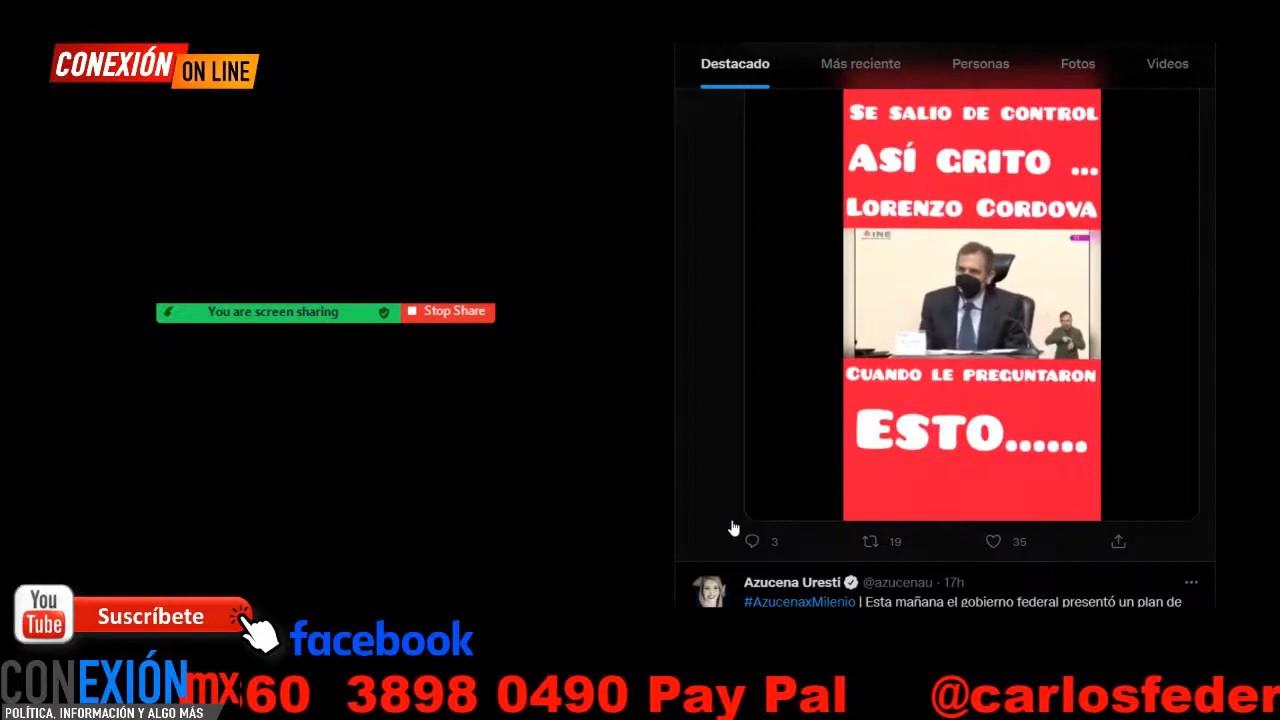 CONEXIÓN
ON LINE
Destacado
Más reciente
Personas
Fotos
Videos
Se salio de control
Así grito ...
Lorenzo Cordova
INE
Cuando le preguntaron
Esto......
You are screen sharing
Stop Share
3
19
35
Azucena Uresti @azucenau · 17h
#AzucenaxMilenio | Esta mañana el gobierno federal presentó un plan de
You
Tube
Suscríbete
facebook
CONEXIÓN mx
POLÍTICA, INFORMACIÓN Y ALGO MÁS
60 3898 0490 Pay Pal @carlosfeder